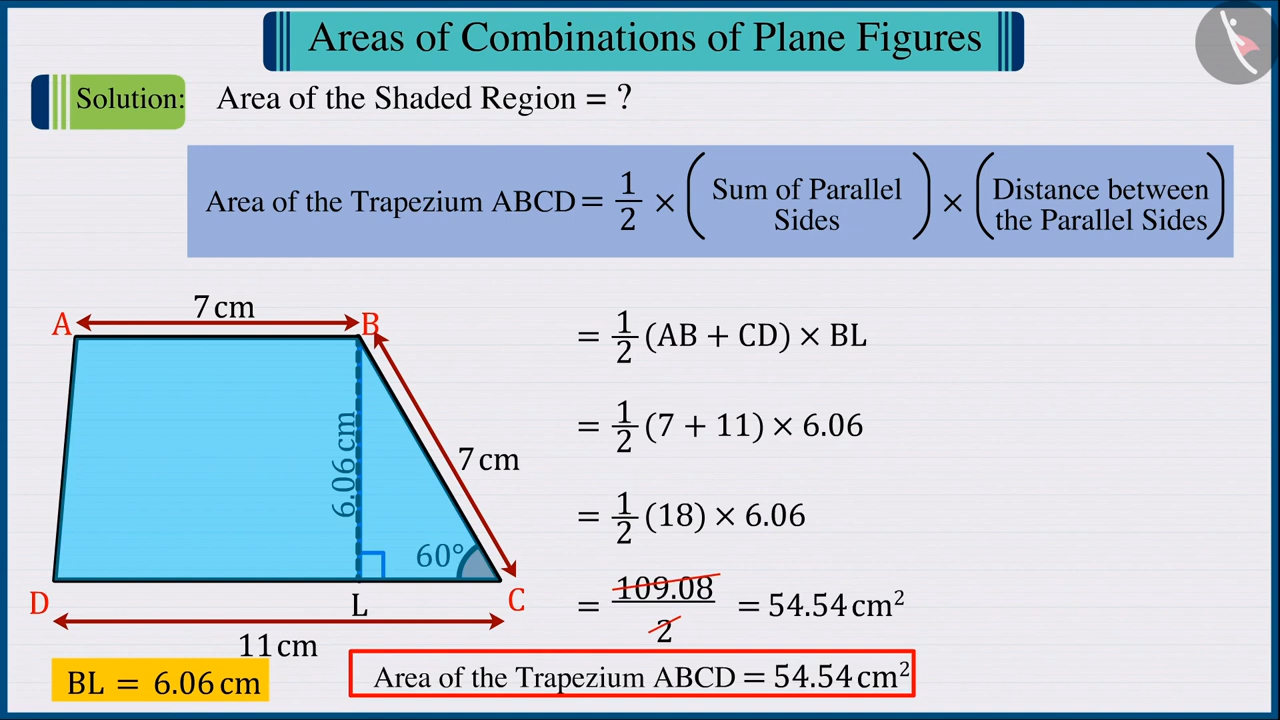 Areas of Combinations of Plane Figures
Solution: Area of the Shaded Region = ?
Area of the Trapezium ABCD = 1/2 × (Sum of Parallel Sides) × (Distance between the Parallel Sides)
7 cm
A B
= 1/2 (AB + CD) × BL
6.06 cm
7 cm
= 1/2 (7 + 11) × 6.06
= 1/2 (18) × 6.06
60°
D L C
= 109.08/2 = 54.54 cm²
11 cm
BL = 6.06 cm
Area of the Trapezium ABCD = 54.54 cm²